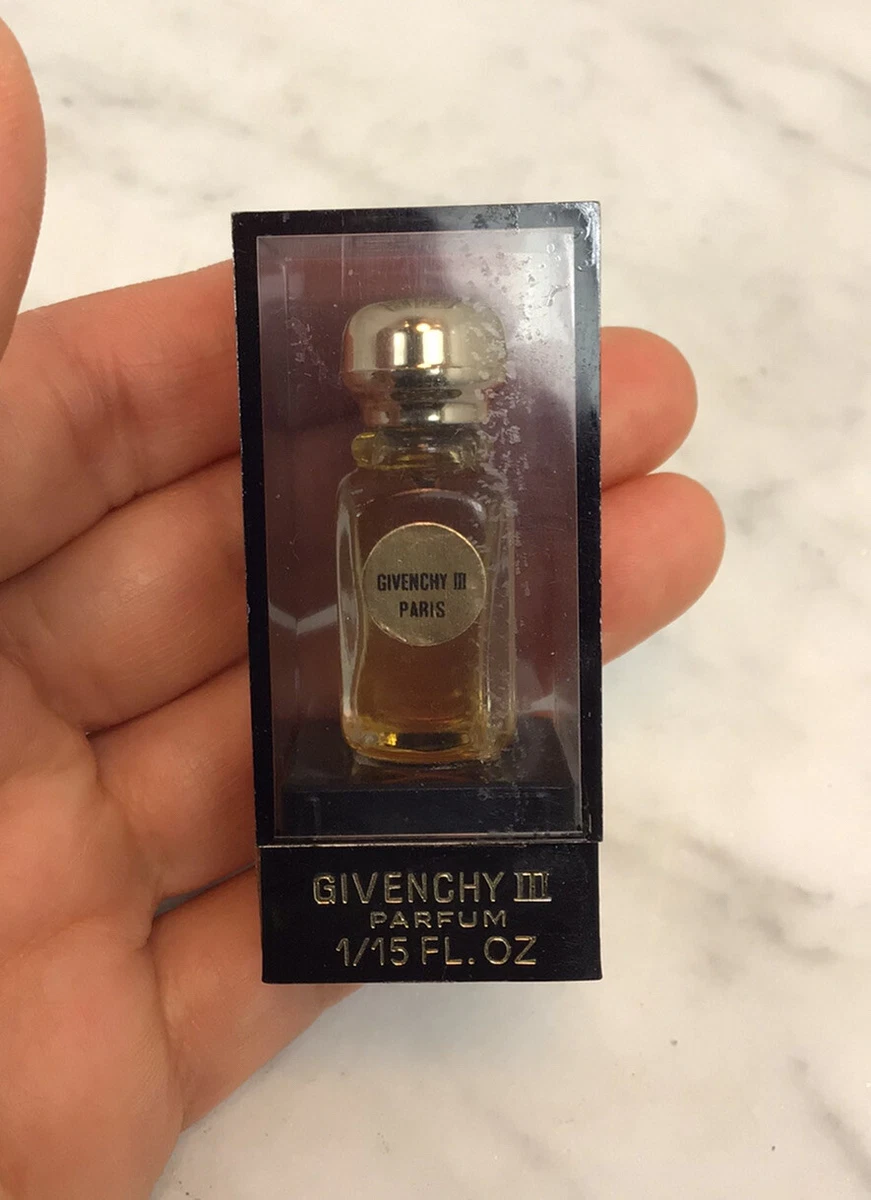 GIVENCHY III
PARIS
GIVENCHY III
PARFUM
1/15 FL. OZ